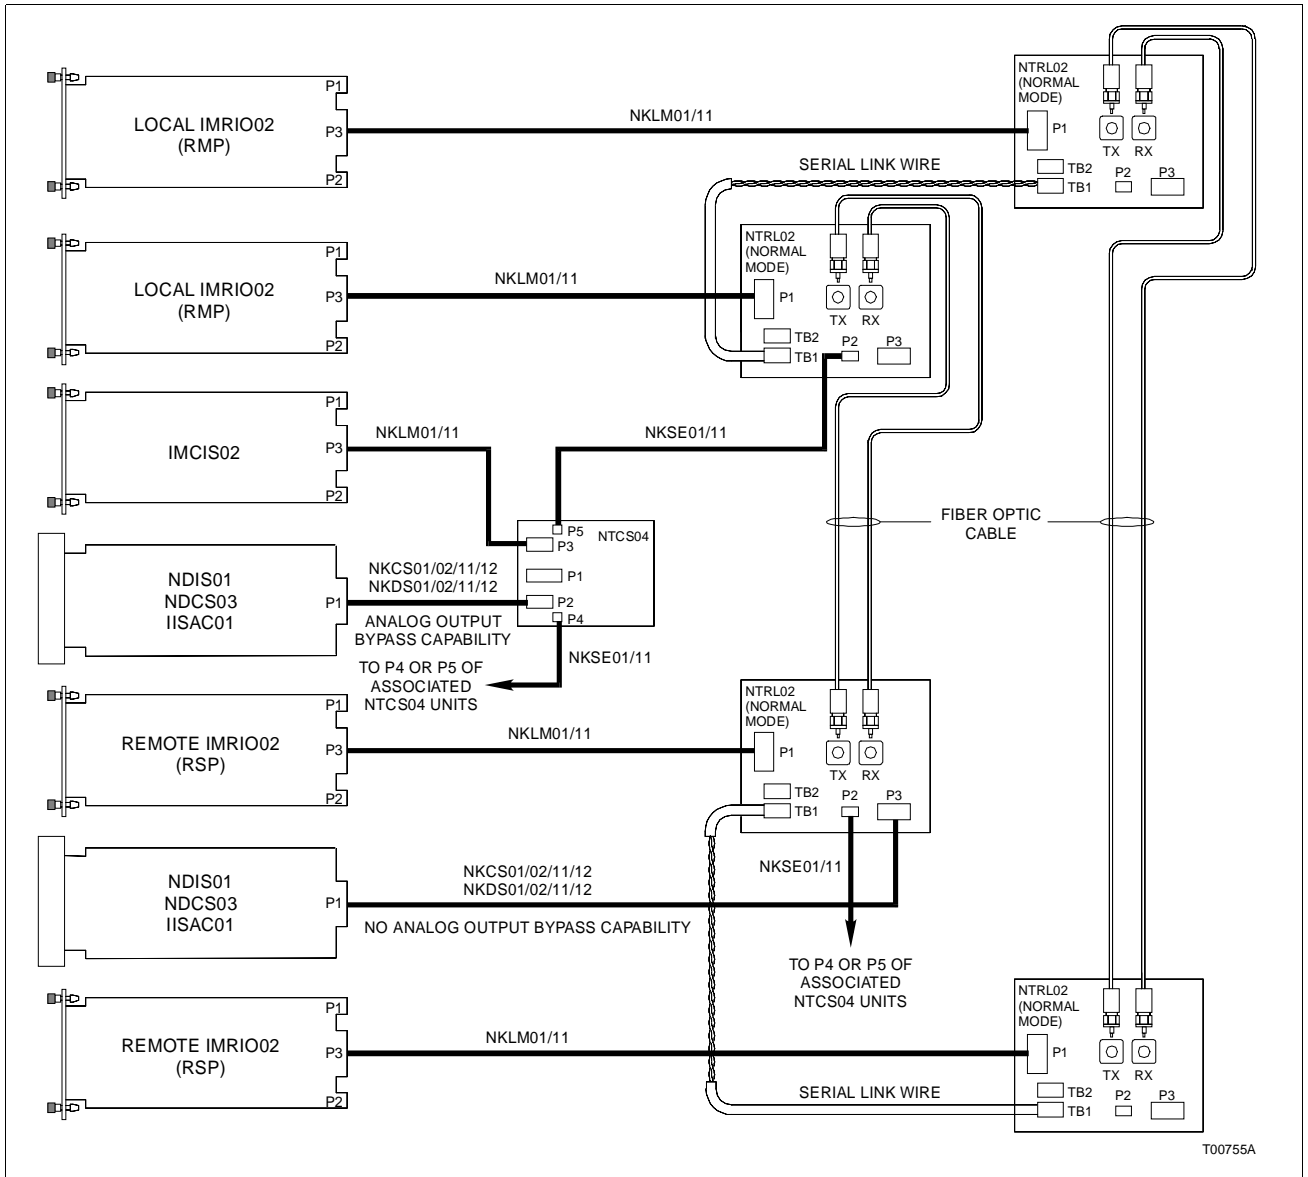 P1
LOCAL IMRIO02
(RMP)
P3
P2
NKLM01/11
NTRL02
(NORMAL
MODE)
P1
TX RX
TB2
TB1
P2 P3
SERIAL LINK WIRE
P1
LOCAL IMRIO02
(RMP)
P3
P2
NKLM01/11
NTRL02
(NORMAL
MODE)
P1
TX RX
TB2
TB1
P2 P3
P1
IMCIS02
P3
P2
NKLM01/11
NKSE01/11
P5
NTCS04
P3
P1
P2
P4
FIBER OPTIC
CABLE
NDIS01
NDCS03
IISAC01
P1
NKCS01/02/11/12
NKDS01/02/11/12
ANALOG OUTPUT
BYPASS CAPABILITY
NKSE01/11
TO P4 OR P5 OF
ASSOCIATED
NTCS04 UNITS
P1
REMOTE IMRIO02
(RSP)
P3
P2
NKLM01/11
NTRL02
(NORMAL
MODE)
P1
TX RX
TB2
TB1
P2 P3
NDIS01
NDCS03
IISAC01
P1
NKCS01/02/11/12
NKDS01/02/11/12
NO ANALOG OUTPUT BYPASS CAPABILITY
NKSE01/11
TO P4 OR P5 OF
ASSOCIATED
NTCS04 UNITS
P1
REMOTE IMRIO02
(RSP)
P3
P2
NKLM01/11
SERIAL LINK WIRE
NTRL02
(NORMAL
MODE)
P1
TX RX
TB2
TB1
P2 P3
T00755A